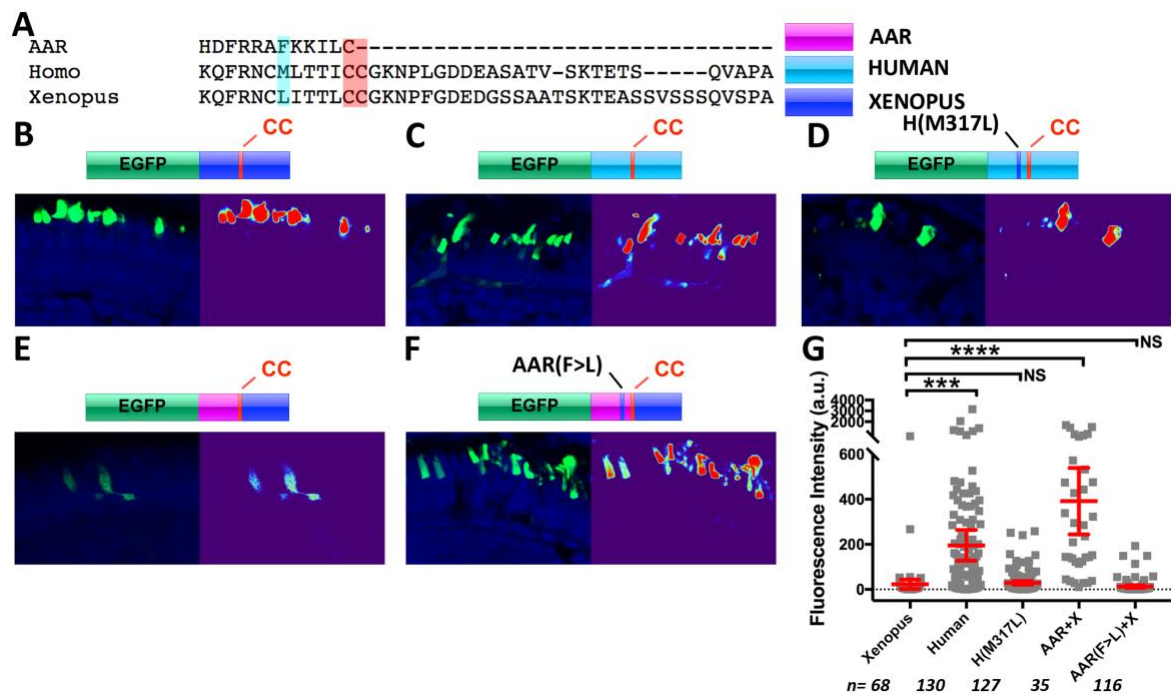 A
AAR HDFRRAFKKILC------------------------------------
Homo KQFRNCMLTTICCGKNPLGDDEASATV-SKTETS-----QVAPA
Xenopus KQFRNCLITTLCCGKNPFGDEDGSSAATSKTEASSVSSSQVSPA
AAR
HUMAN
XENOPUS
B
CC
EGFP
C
CC
EGFP
D
H(M317L)
CC
EGFP
E
CC
EGFP
F
AAR(F>L)
CC
EGFP
G
NS
****
NS
***
Fluorescence Intensity (a.u.)
4000
3000
2000
600
400
200
0
Xenopus
Human
H(M317L)
AAR+X
AAR(F>L)+X
n= 68 130 127 35 116